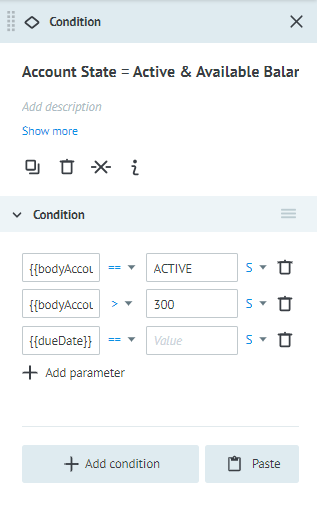 Condition
Account State = Active & Available Balar
Add description
Show more
Condition
{{bodyAccou == ACTIVE S
{{bodyAccou > 300 S
{{dueDate}} == Value S
Add parameter
Add condition
Paste